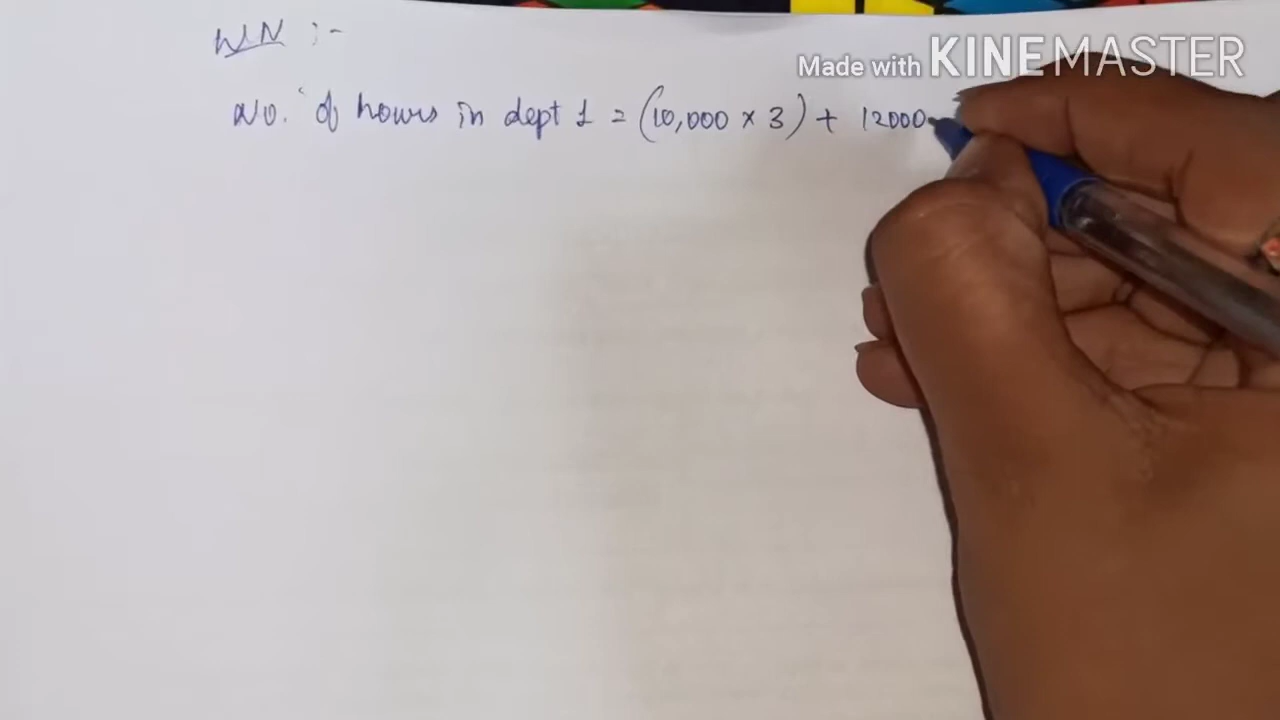 Made with KINEMASTER
WN :-
No. of hours in dept 1 = (10,000 x 3) + 12000